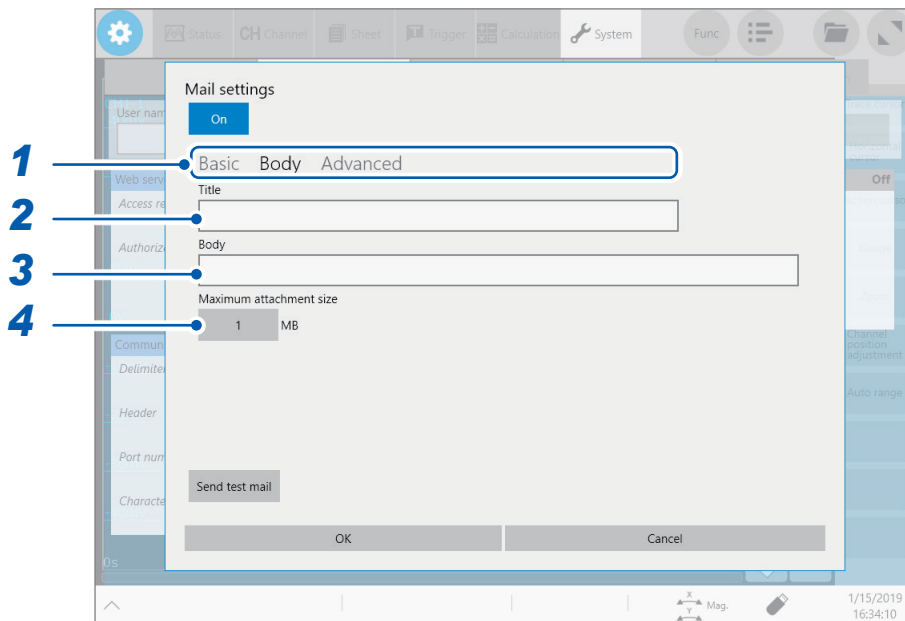 Status CH Channel Sheet Trigger Calculation System Func
Mail settings
User nam
On
1
Basic Body Advanced
Web serv
Off
Title
Access re
2
Authoriz
Body
3
Maximum attachment size
4
1 MB
Commun
Channel
position
adjustment
Delimiter
Auto range
Header
Port num
Send test mail
Characte
OK Cancel
0s
X
Y
Mag.
1/15/2019
16:34:10